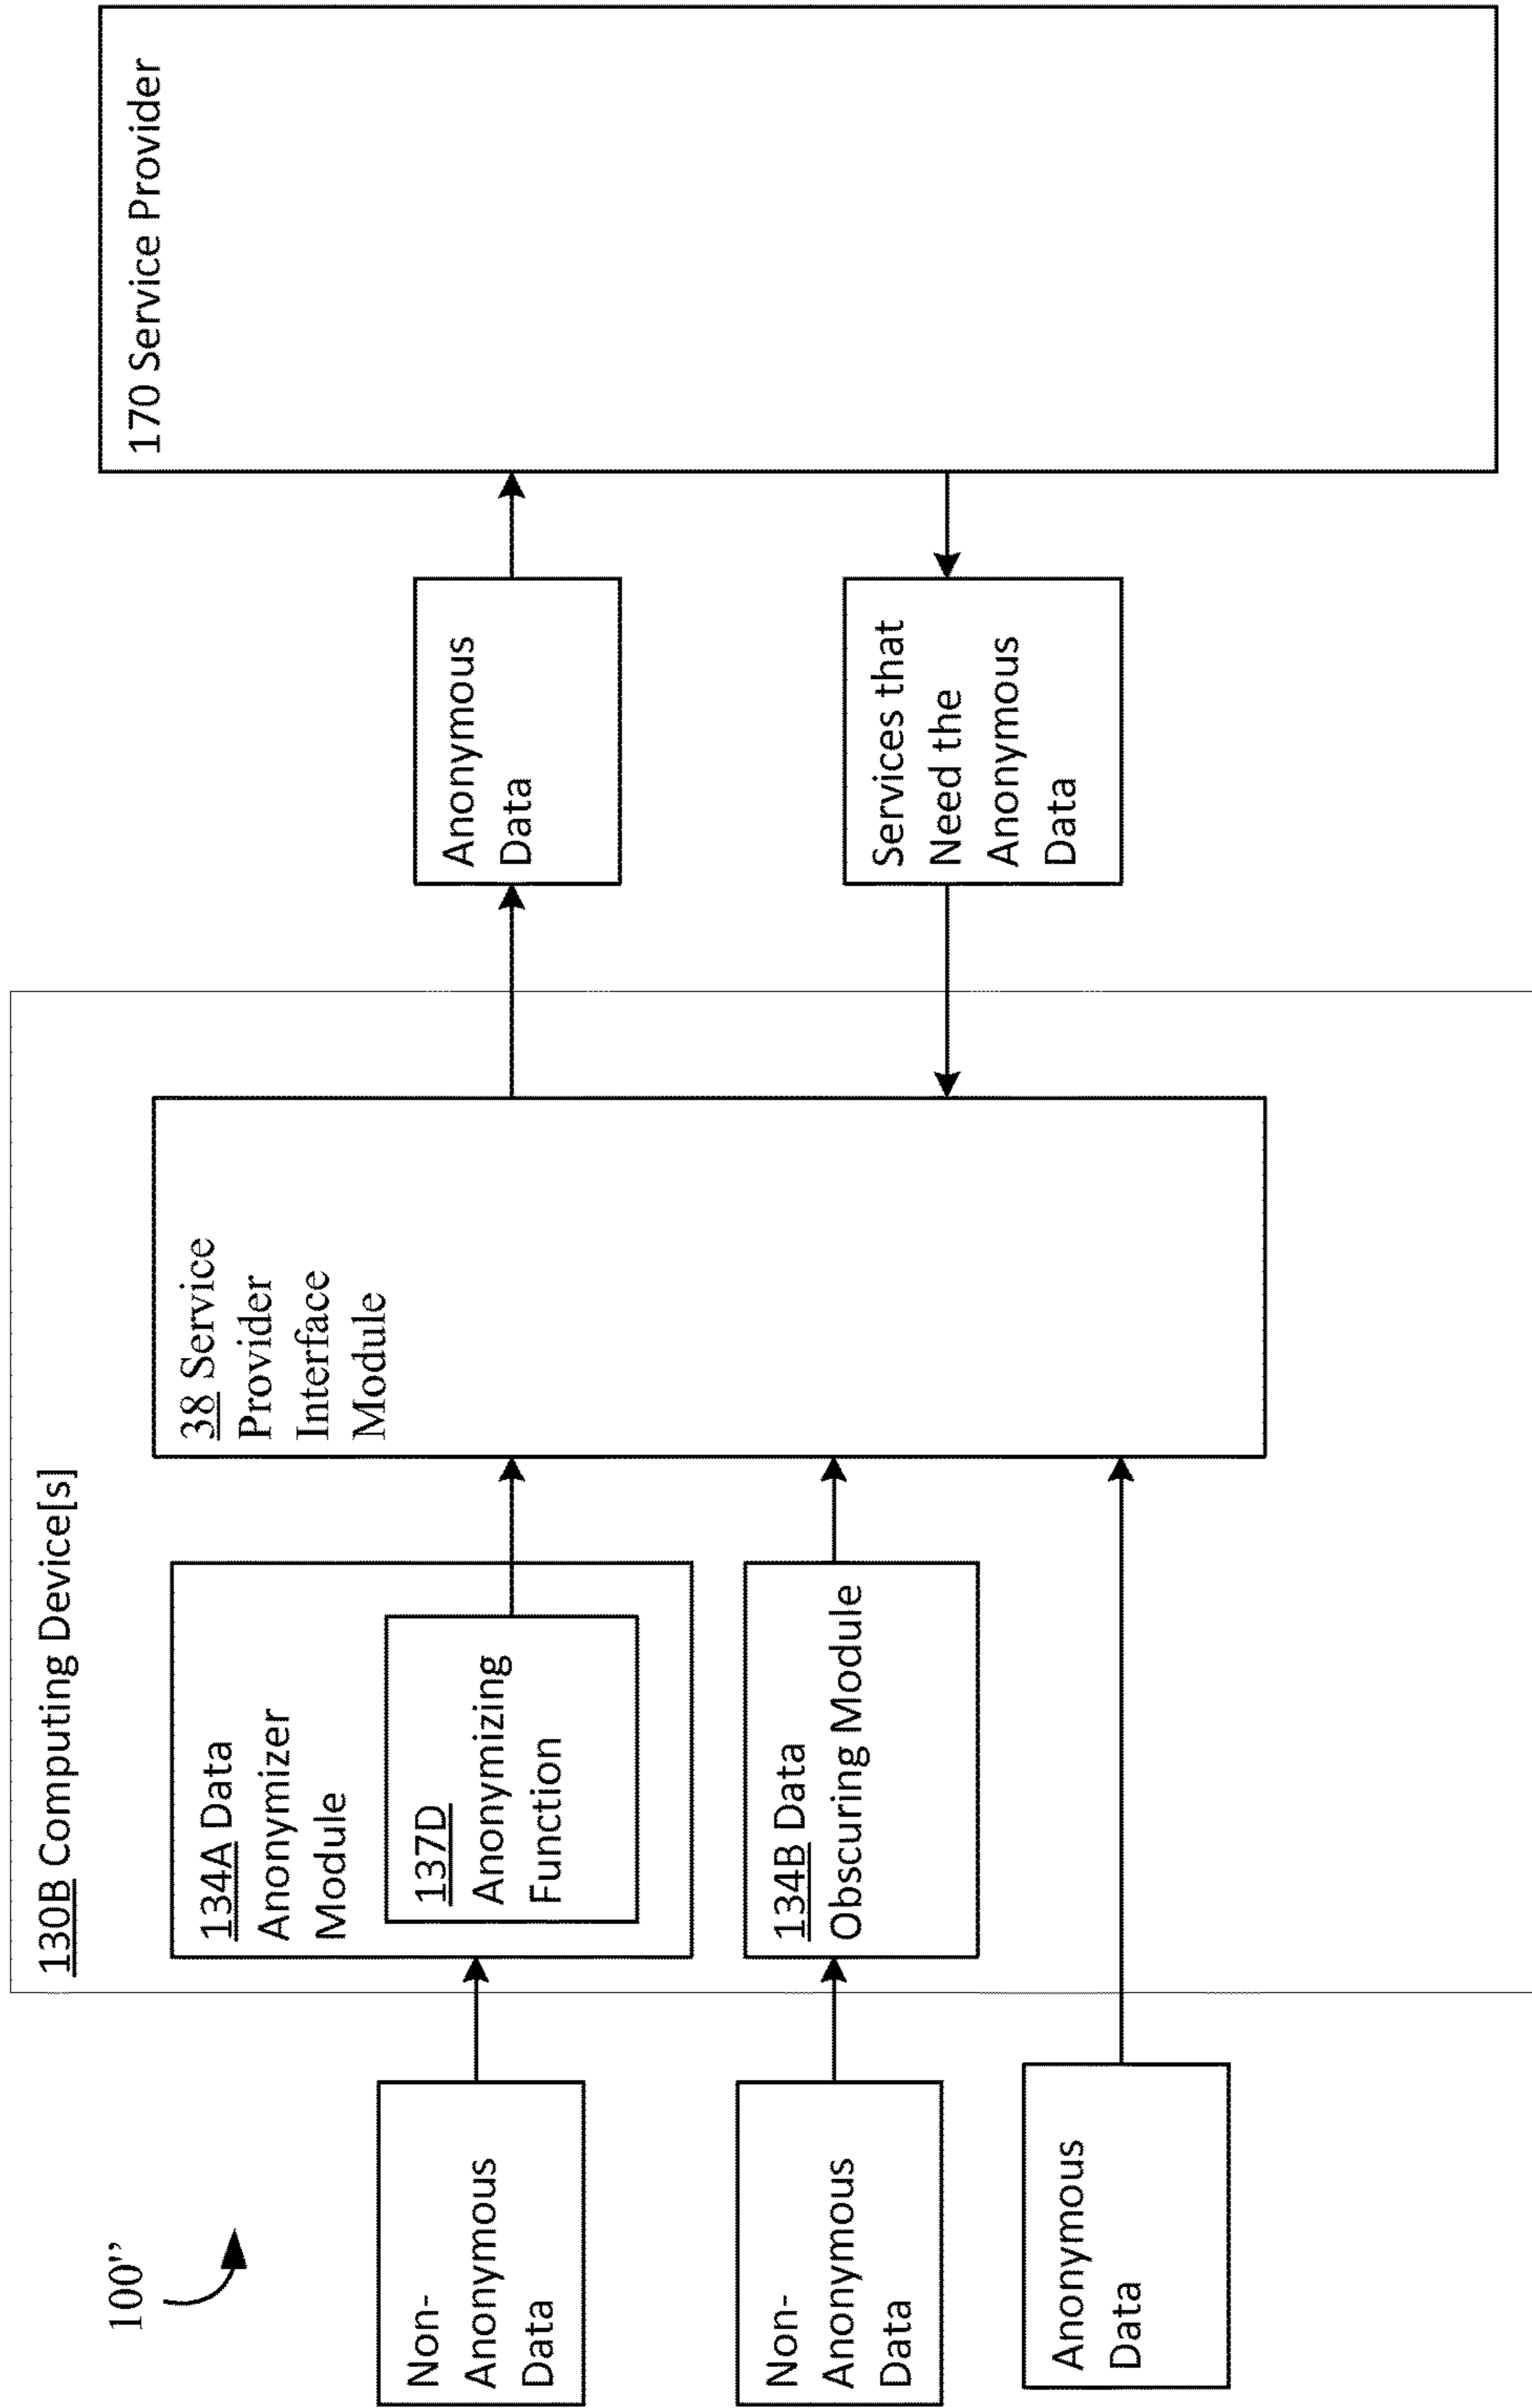 100”
Non-
Anonymous
Data
Non-
Anonymous
Data
Anonymous
Data
130B Computing Device[s]
134A Data
Anonymizer
Module
137D
Anonymizing
Function
134B Data
Obscuring Module
38 Service
Provider
Interface
Module
Anonymous
Data
Services that
Need the
Anonymous
Data
170 Service Provider